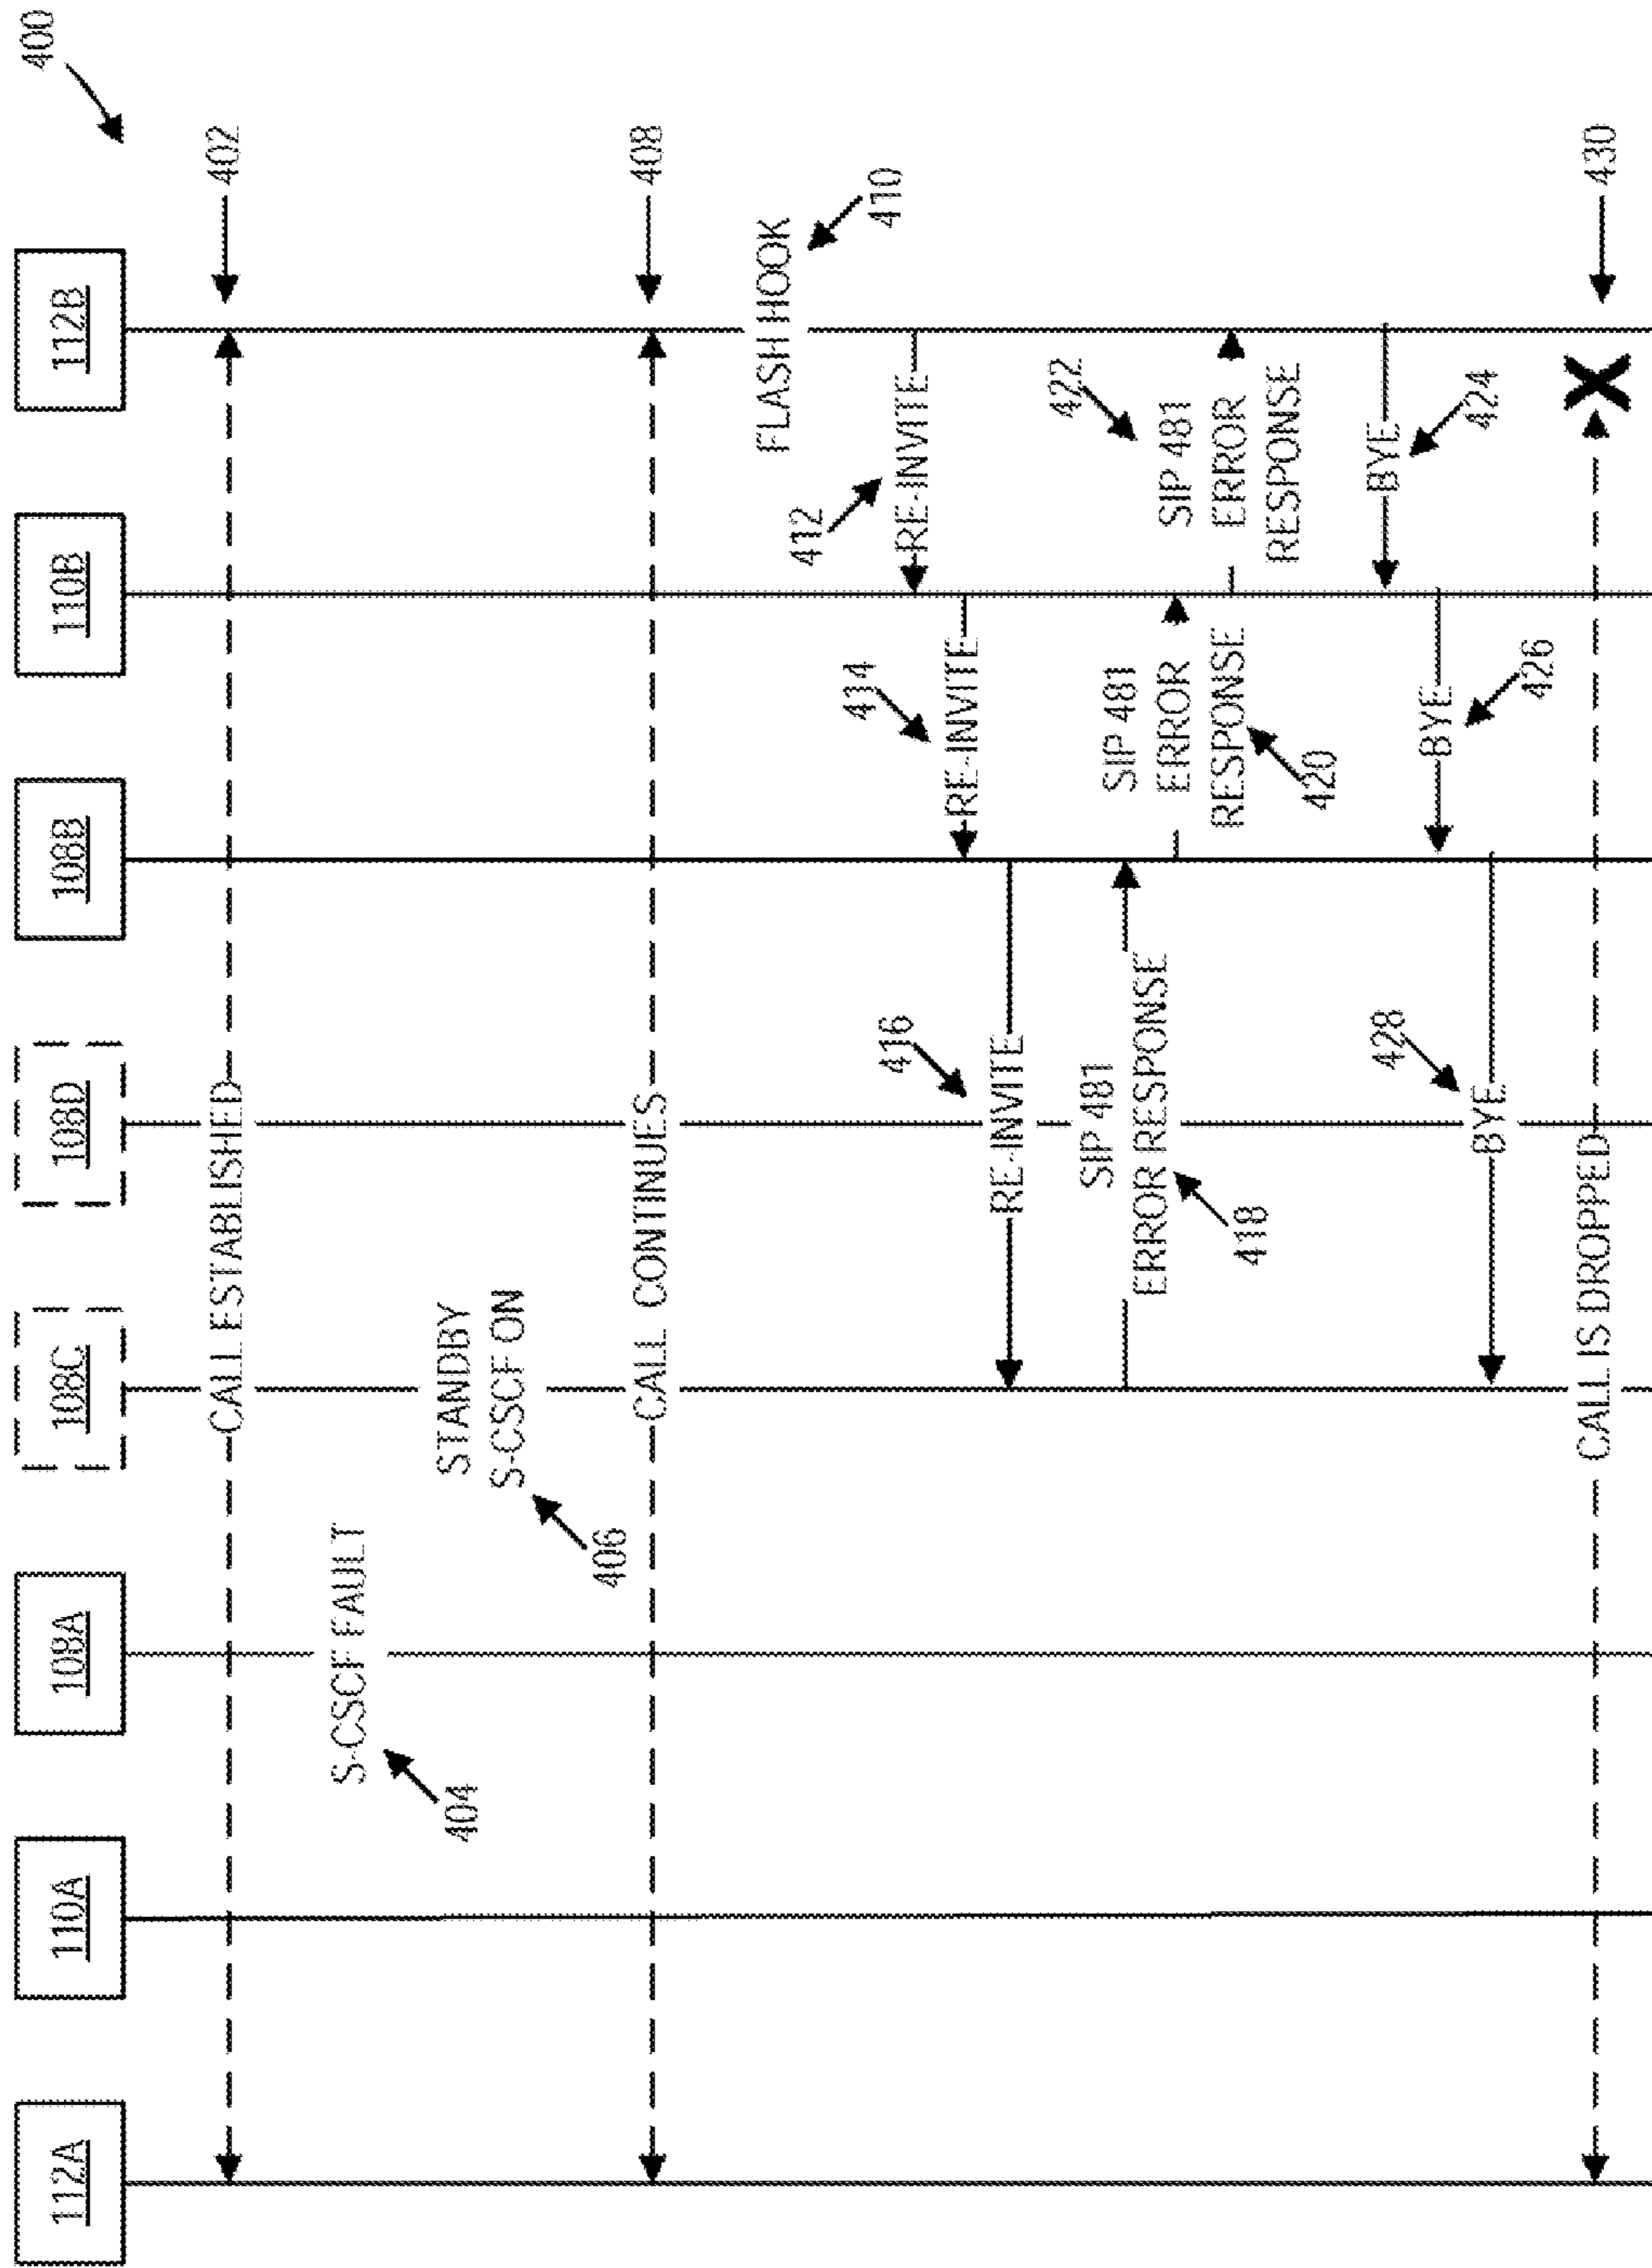 400
112A
110A
108A
108C
108D
108B
110B
112B
CALL ESTABLISHED
402
S-CSCF FAULT
404
STANDBY
S-CSCF ON
406
CALL CONTINUES
408
FLASH HOOK
410
RE-INVITE
412
RE-INVITE
414
RE-INVITE
416
SIP 481
ERROR RESPONSE
418
SIP 481
ERROR
RESPONSE
420
SIP 481
ERROR
RESPONSE
422
BYE
424
BYE
426
BYE
428
CALL IS DROPPED
X
430